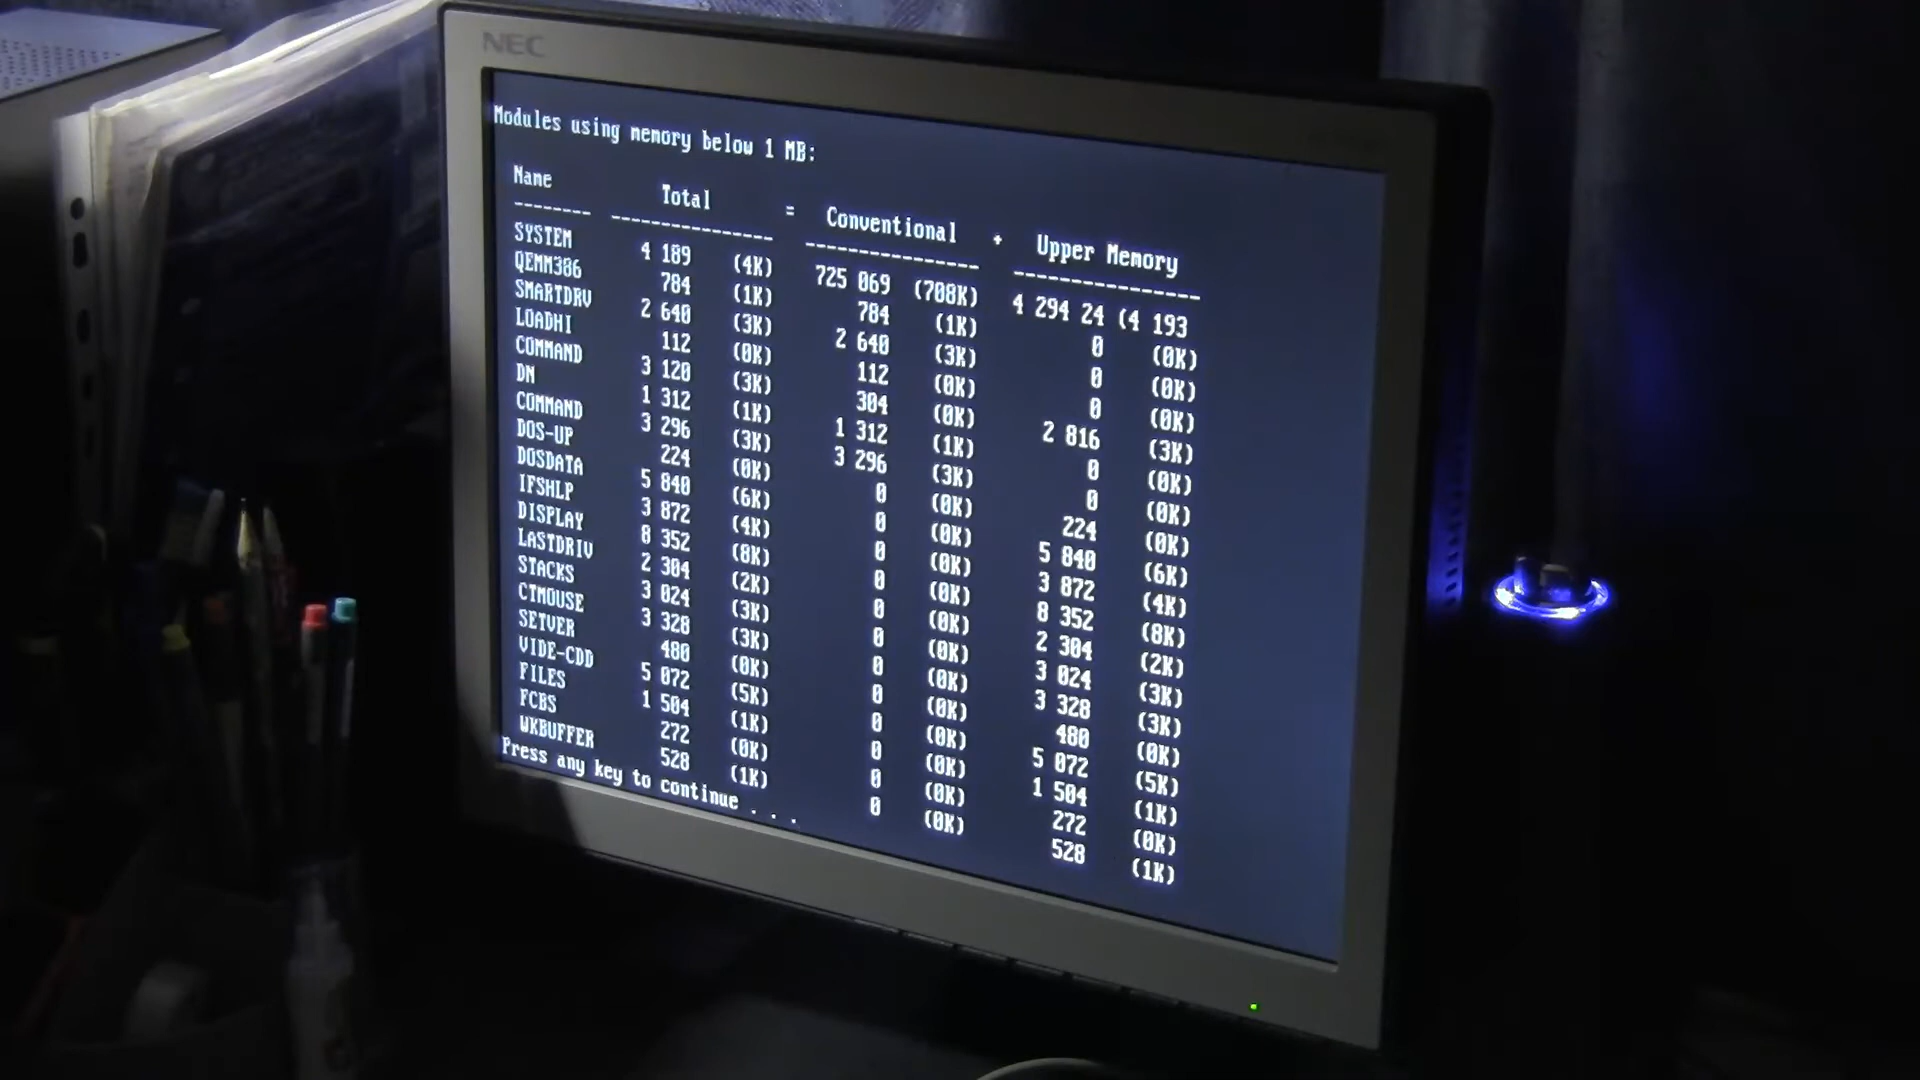 NEC
Modules using memory below 1 MB:
Name Total = Conventional + Upper Memory
-------- ---------------- ---------------- ----------------
SYSTEM 4 189 (4K) 725 069 (708K) 4 294 24 (4 193
QEMM386 784 (1K) 784 (1K) 0 (0K)
SMARTDRV 2 640 (3K) 2 640 (3K) 0 (0K)
LOADHI 112 (0K) 112 (0K) 0 (0K)
COMMAND 3 120 (3K) 304 (0K) 2 816 (3K)
DN 1 312 (1K) 1 312 (1K) 0 (0K)
COMMAND 3 296 (3K) 3 296 (3K) 0 (0K)
DOS-UP 224 (0K) 0 (0K) 224 (0K)
DOSDATA 5 840 (6K) 0 (0K) 5 840 (6K)
IFSHLP 3 872 (4K) 0 (0K) 3 872 (4K)
DISPLAY 8 352 (8K) 0 (0K) 8 352 (8K)
LASTDRIV 2 304 (2K) 0 (0K) 2 304 (2K)
STACKS 3 024 (3K) 0 (0K) 3 024 (3K)
CTMOUSE 3 328 (3K) 0 (0K) 3 328 (3K)
SETVER 480 (0K) 0 (0K) 480 (0K)
VIDE-CDD 5 072 (5K) 0 (0K) 5 072 (5K)
FILES 1 504 (1K) 0 (0K) 1 504 (1K)
FCBS 272 (0K) 0 (0K) 272 (0K)
WKBUFFER 528 (1K) 0 (0K) 528 (1K)
Press any key to continue . . .